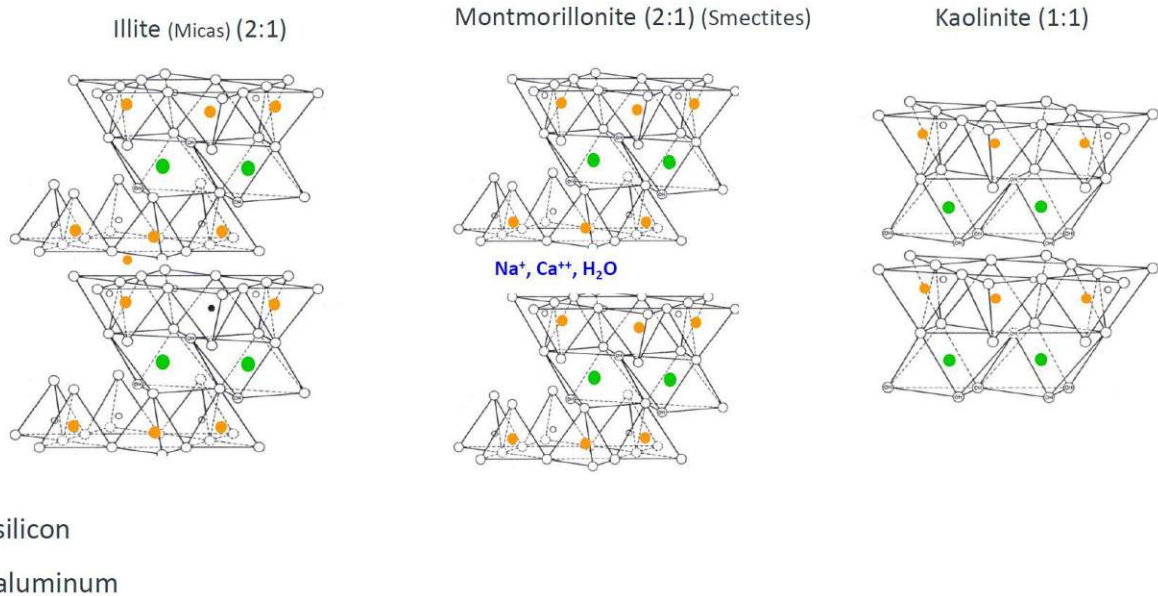 Illite (Micas) (2:1)
Montmorillonite (2:1) (Smectites)
Kaolinite (1:1)
Na⁺, Ca⁺⁺, H₂O
silicon
aluminum